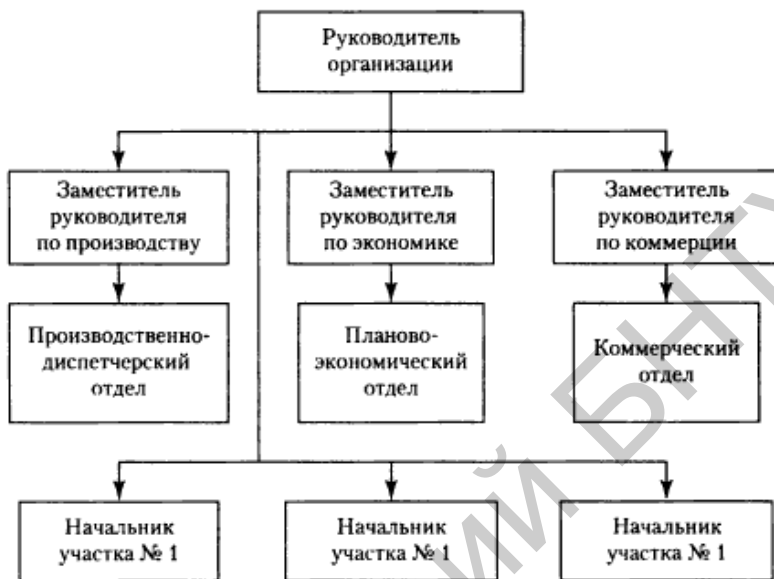 Руководитель
организации
Заместитель
руководителя
по производству
Заместитель
руководителя
по экономике
Заместитель
руководителя
по коммерции
Производственно-
диспетчерский
отдел
Планово-
экономический
отдел
Коммерческий
отдел
Начальник
участка № 1
Начальник
участка № 1
Начальник
участка № 1
БНТУ